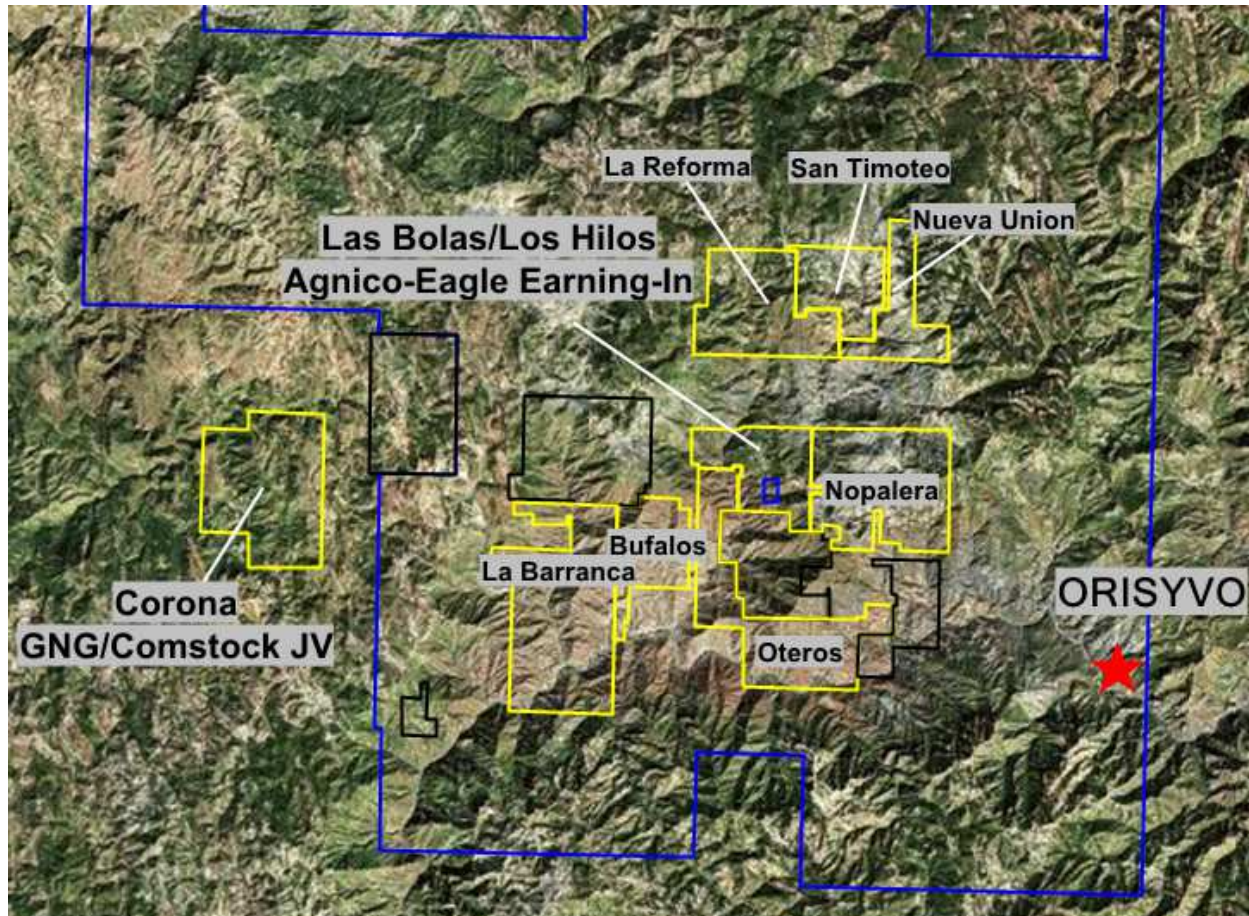 La Reforma
San Timoteo
Nueva Union
Las Bolas/Los Hilos
Agnico-Eagle Earning-In
Nopalera
Bufalos
La Barranca
ORISYVO
Corona
GNG/Comstock JV
Oteros